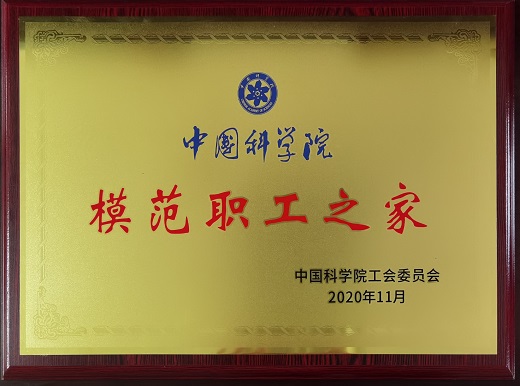 中国科学院
模范职工之家
中国科学院工会委员会
2020年11月